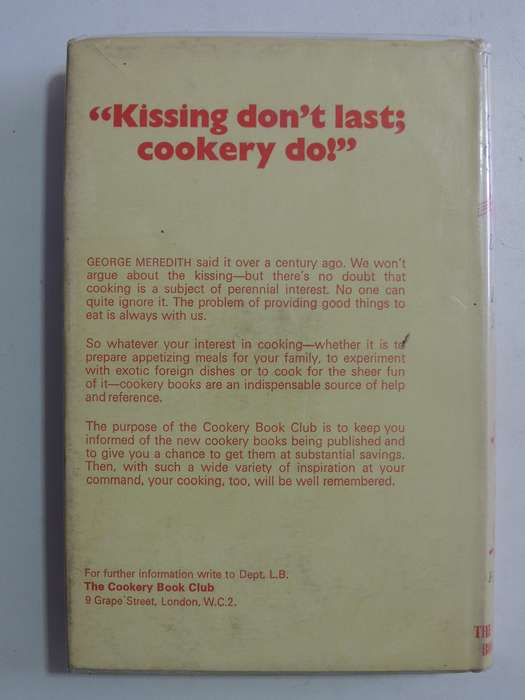 “Kissing don’t last;
cookery do!”
GEORGE MEREDITH said it over a century ago. We won’t
argue about the kissing—but there’s no doubt that
cooking is a subject of perennial interest. No one can
quite ignore it. The problem of providing good things to
eat is always with us.
So whatever your interest in cooking—whether it is to
prepare appetizing meals for your family, to experiment
with exotic foreign dishes or to cook for the sheer fun
of it—cookery books are an indispensable source of help
and reference.
The purpose of the Cookery Book Club is to keep you
informed of the new cookery books being published and
to give you a chance to get them at substantial savings.
Then, with such a wide variety of inspiration at your
command, your cooking, too, will be well remembered.
For further information write to Dept. L.B.
The Cookery Book Club
9 Grape Street, London, W.C.2.